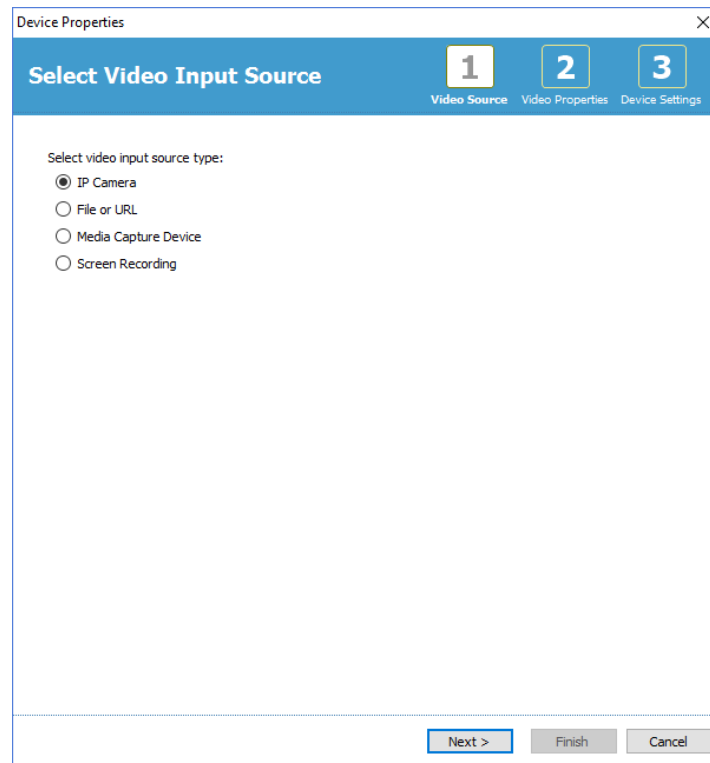 Device Properties
Select Video Input Source
1 2 3
Video Source Video Properties Device Settings
Select video input source type:
IP Camera
File or URL
Media Capture Device
Screen Recording
Next > Finish Cancel